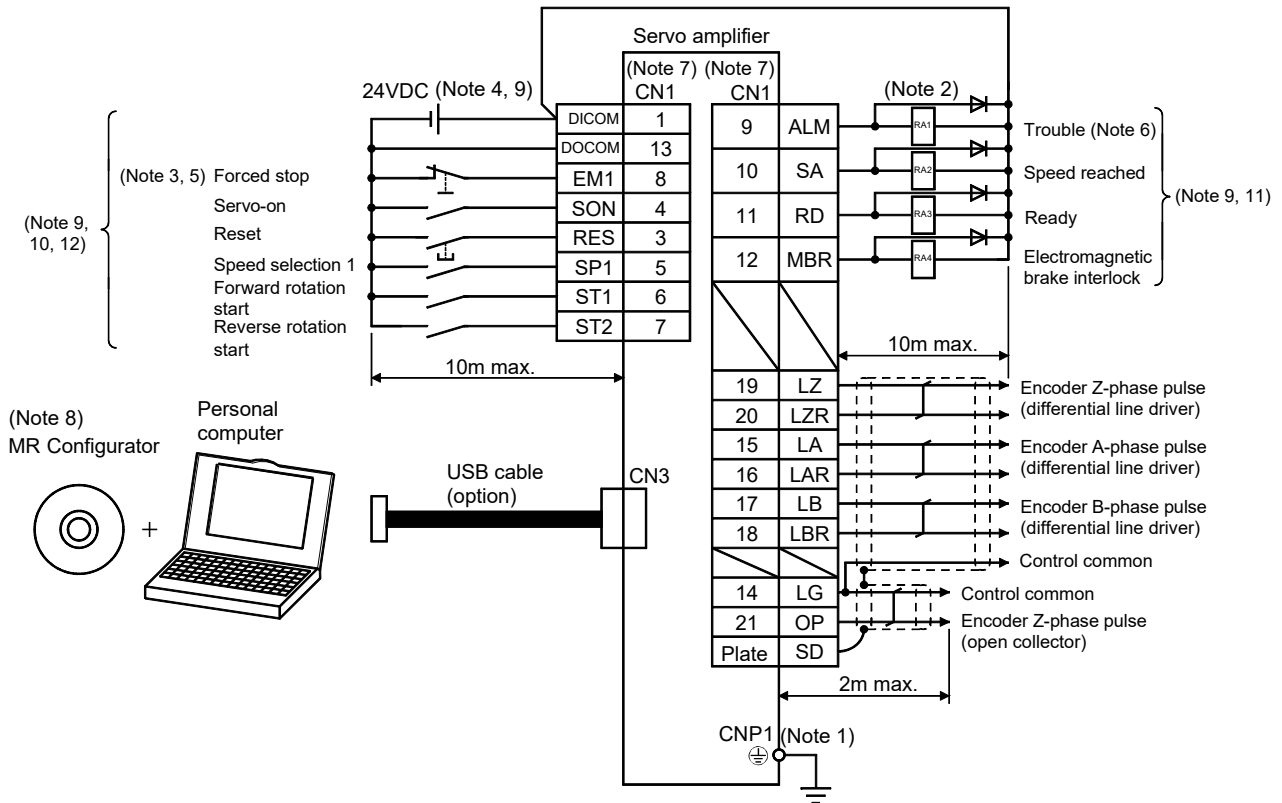 Servo amplifier
(Note 7) (Note 7)
CN1 CN1
24VDC (Note 4, 9)
(Note 2)
DICOM 1
DOCOM 13
(Note 3, 5) Forced stop
EM1 8
Servo-on
SON 4
Reset
RES 3
Speed selection 1
SP1 5
Forward rotation
start
ST1 6
Reverse rotation
start
ST2 7
(Note 9,
10, 12)
10m max.
9 ALM
RA1
Trouble (Note 6)
10 SA
RA2
Speed reached
11 RD
RA3
Ready
12 MBR
RA4
Electromagnetic
brake interlock
(Note 9, 11)
10m max.
19 LZ
20 LZR
Encoder Z-phase pulse
(differential line driver)
15 LA
16 LAR
Encoder A-phase pulse
(differential line driver)
17 LB
18 LBR
Encoder B-phase pulse
(differential line driver)
Control common
14 LG
Control common
21 OP
Encoder Z-phase pulse
(open collector)
Plate SD
2m max.
(Note 8)
MR Configurator
+
Personal
computer
USB cable
(option)
CN3
CNP1 (Note 1)